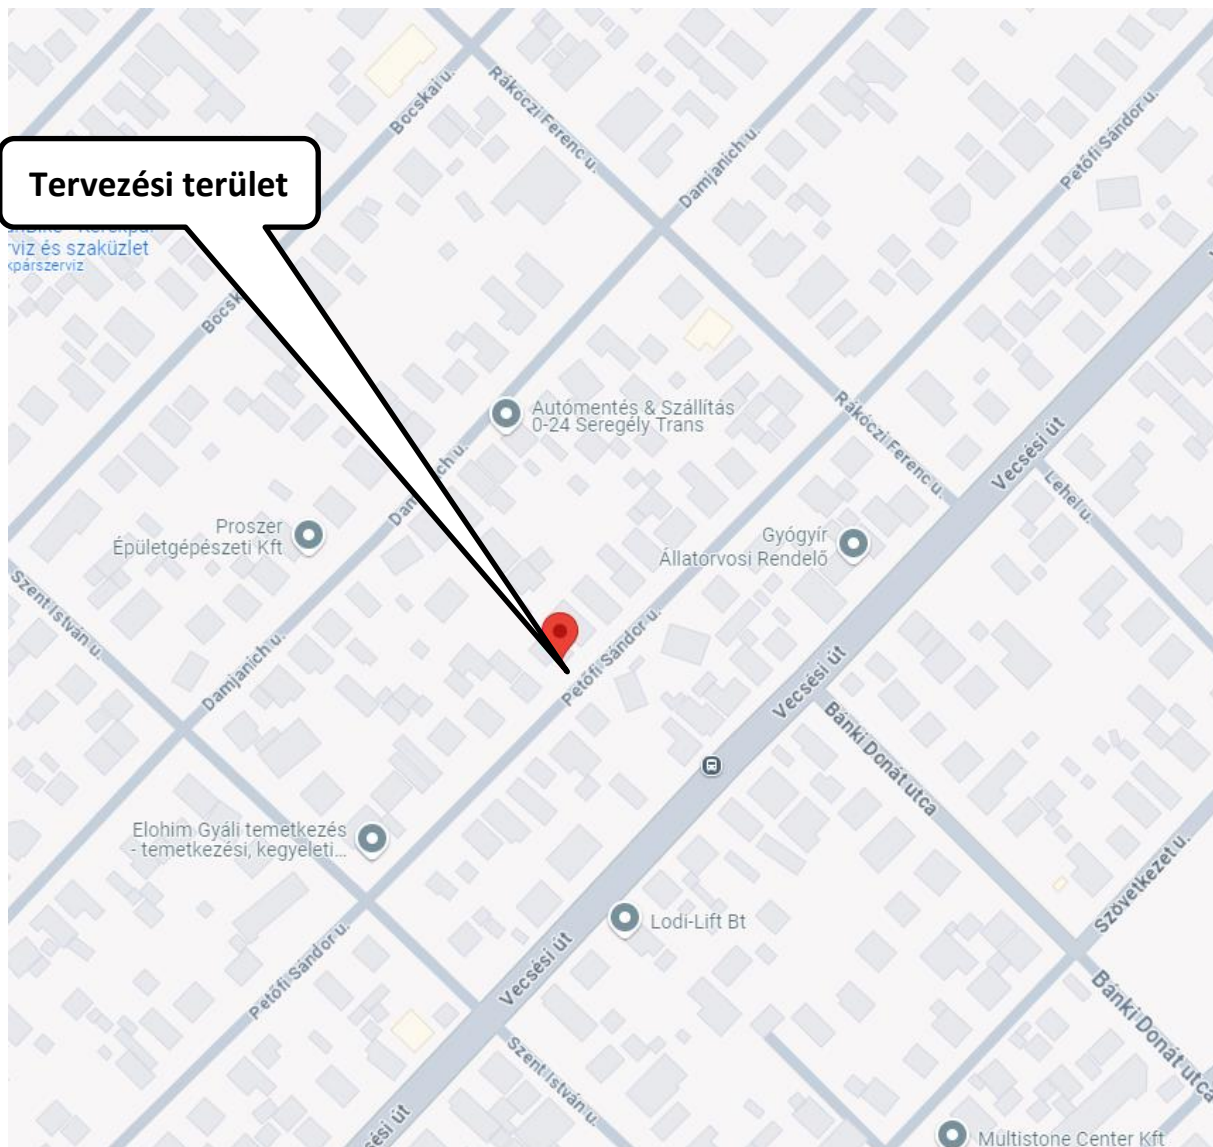 Bocskai u.
Rákóczi Ferenc u.
Damjanich u.
Petőfi Sándor u.
Tervezési terület
és szaküzlet
Autómentés & Szállítás
0-24 Seregély Trans
Rákóczi Ferenc u.
Vecsési út
Lehel u.
Proszer
Épületgépészeti Kft
Gyógyír
Állatorvosi Rendelő
Szent István u.
Damjanich u.
Petőfi Sándor u.
Vecsési út
Bánki Donát utca
Elohim Gyáli temetkezés
- temetkezési, kegyeleti...
Szövetkezet u.
Lodi-Lift Bt
Petőfi Sándor u.
Vecsési út
Bánki Donát utca
Szent István u.
Multistone Center Kft